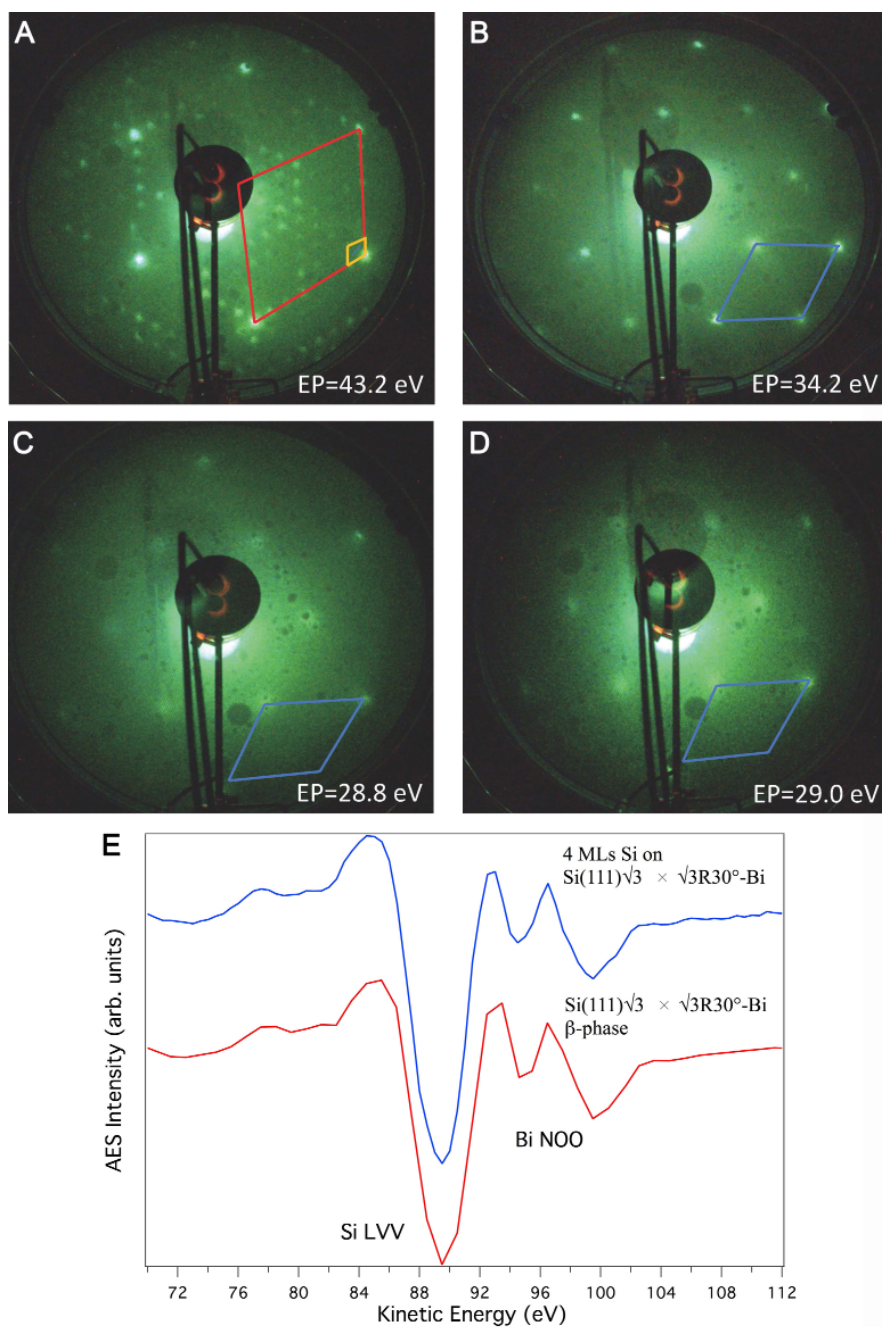 A
EP=43.2 eV
B
EP=34.2 eV
C
EP=28.8 eV
D
EP=29.0 eV
E
4 MLs Si on
Si(111)√3 × √3R30°-Bi
Si(111)√3 × √3R30°-Bi
β-phase
Bi NOO
Si LVV
AES Intensity (arb. units)
72 76 80 84 88 92 96 100 104 108 112
Kinetic Energy (eV)